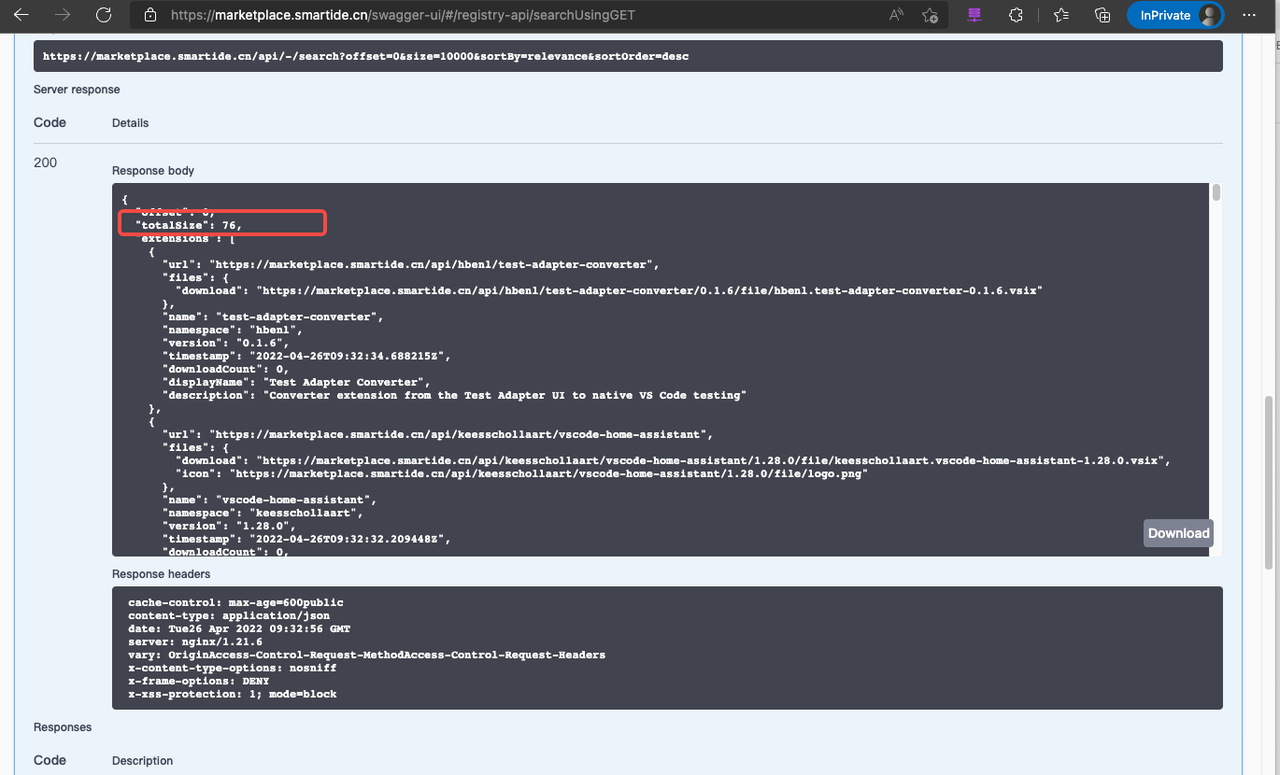 https://marketplace.smartide.cn/swagger-ui/#/registry-api/searchUsingGET
InPrivate
https://marketplace.smartide.cn/api/-/search?offset=0&size=10000&sortBy=relevance&sortOrder=desc
Server response
Code Details
200
Response body
{
"offset": 0,
"totalSize": 76,
"extensions": [
{
"url": "https://marketplace.smartide.cn/api/hbenl/test-adapter-converter",
"files": {
"download": "https://marketplace.smartide.cn/api/hbenl/test-adapter-converter/0.1.6/file/hbenl.test-adapter-converter-0.1.6.vsix"
},
"name": "test-adapter-converter",
"namespace": "hbenl",
"version": "0.1.6",
"timestamp": "2022-04-26T09:32:34.688215Z",
"downloadCount": 0,
"displayName": "Test Adapter Converter",
"description": "Converter extension from the Test Adapter UI to native VS Code testing"
},
{
"url": "https://marketplace.smartide.cn/api/keesschollaart/vscode-home-assistant",
"files": {
"download": "https://marketplace.smartide.cn/api/keesschollaart/vscode-home-assistant/1.28.0/file/keesschollaart.vscode-home-assistant-1.28.0.vsix",
"icon": "https://marketplace.smartide.cn/api/keesschollaart/vscode-home-assistant/1.28.0/file/logo.png"
},
"name": "vscode-home-assistant",
"namespace": "keesschollaart",
"version": "1.28.0",
"timestamp": "2022-04-26T09:32:32.209448Z",
"downloadCount": 0,
Download
Response headers
cache-control: max-age=600public
content-type: application/json
date: Tue26 Apr 2022 09:32:56 GMT
server: nginx/1.21.6
vary: OriginAccess-Control-Request-MethodAccess-Control-Request-Headers
x-content-type-options: nosniff
x-frame-options: DENY
x-xss-protection: 1; mode=block
Responses
Code Description